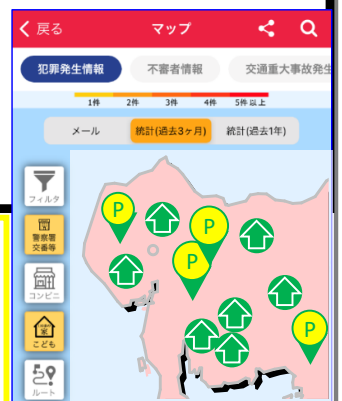 戻る
マップ
犯罪発生情報
不審者情報
交通重大事故発生
1件
2件
3件
4件
5件以上
メール
統計(過去3ヶ月)
統計(過去1年)
フィルタ
警察署
交番等
コンビニ
こども
ルート
P
P
P
P